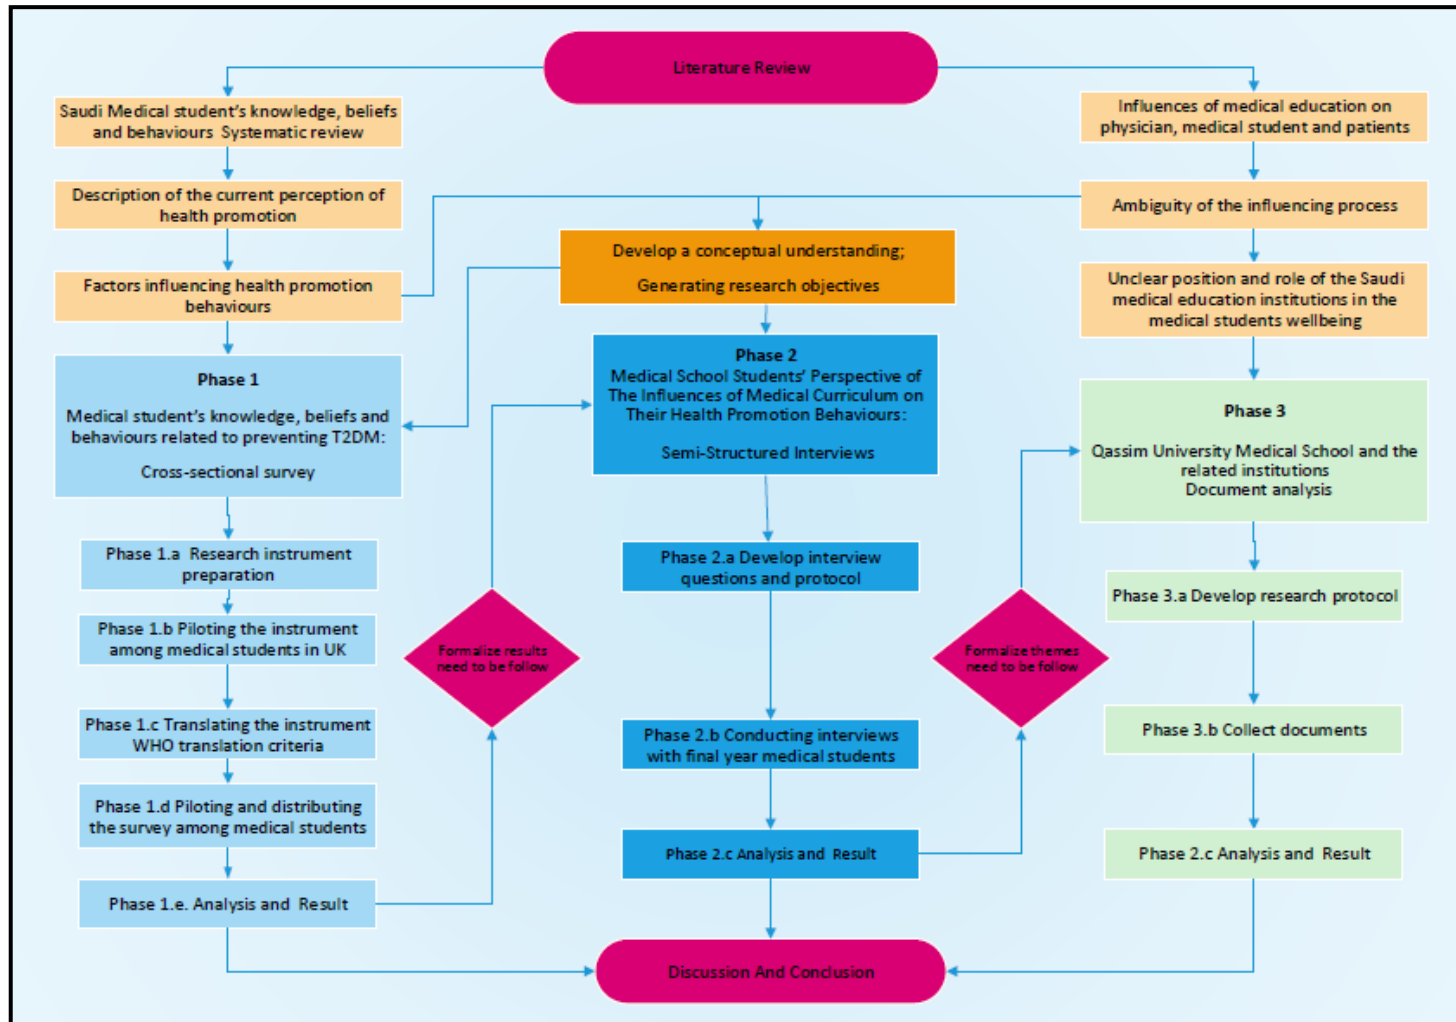 Literature Review
Saudi Medical student's knowledge, beliefs
and behaviours Systematic review
Description of the current perception of
health promotion
Factors influencing health promotion
behaviours
Influences of medical education on
physician, medical student and patients
Ambiguity of the influencing process
Unclear position and role of the Saudi
medical education institutions in the
medical students wellbeing
Develop a conceptual understanding;
Generating research objectives
Phase 1
Medical student's knowledge, beliefs and
behaviours related to preventing T2DM:
Cross-sectional survey
Phase 1.a Research instrument
preparation
Phase 1.b Piloting the instrument
among medical students in UK
Phase 1.c Translating the instrument
WHO translation criteria
Phase 1.d Piloting and distributing
the survey among medical students
Phase 1.e. Analysis and Result
Formalize results
need to be follow
Phase 2
Medical School Students' Perspective of
The Influences of Medical Curriculum on
Their Health Promotion Behaviours:
Semi-Structured Interviews
Phase 2.a Develop interview
questions and protocol
Phase 2.b Conducting interviews
with final year medical students
Phase 2.c Analysis and Result
Formalize themes
need to be follow
Phase 3
Qassim University Medical School and the
related institutions
Document analysis
Phase 3.a Develop research protocol
Phase 3.b Collect documents
Phase 2.c Analysis and Result
Discussion And Conclusion